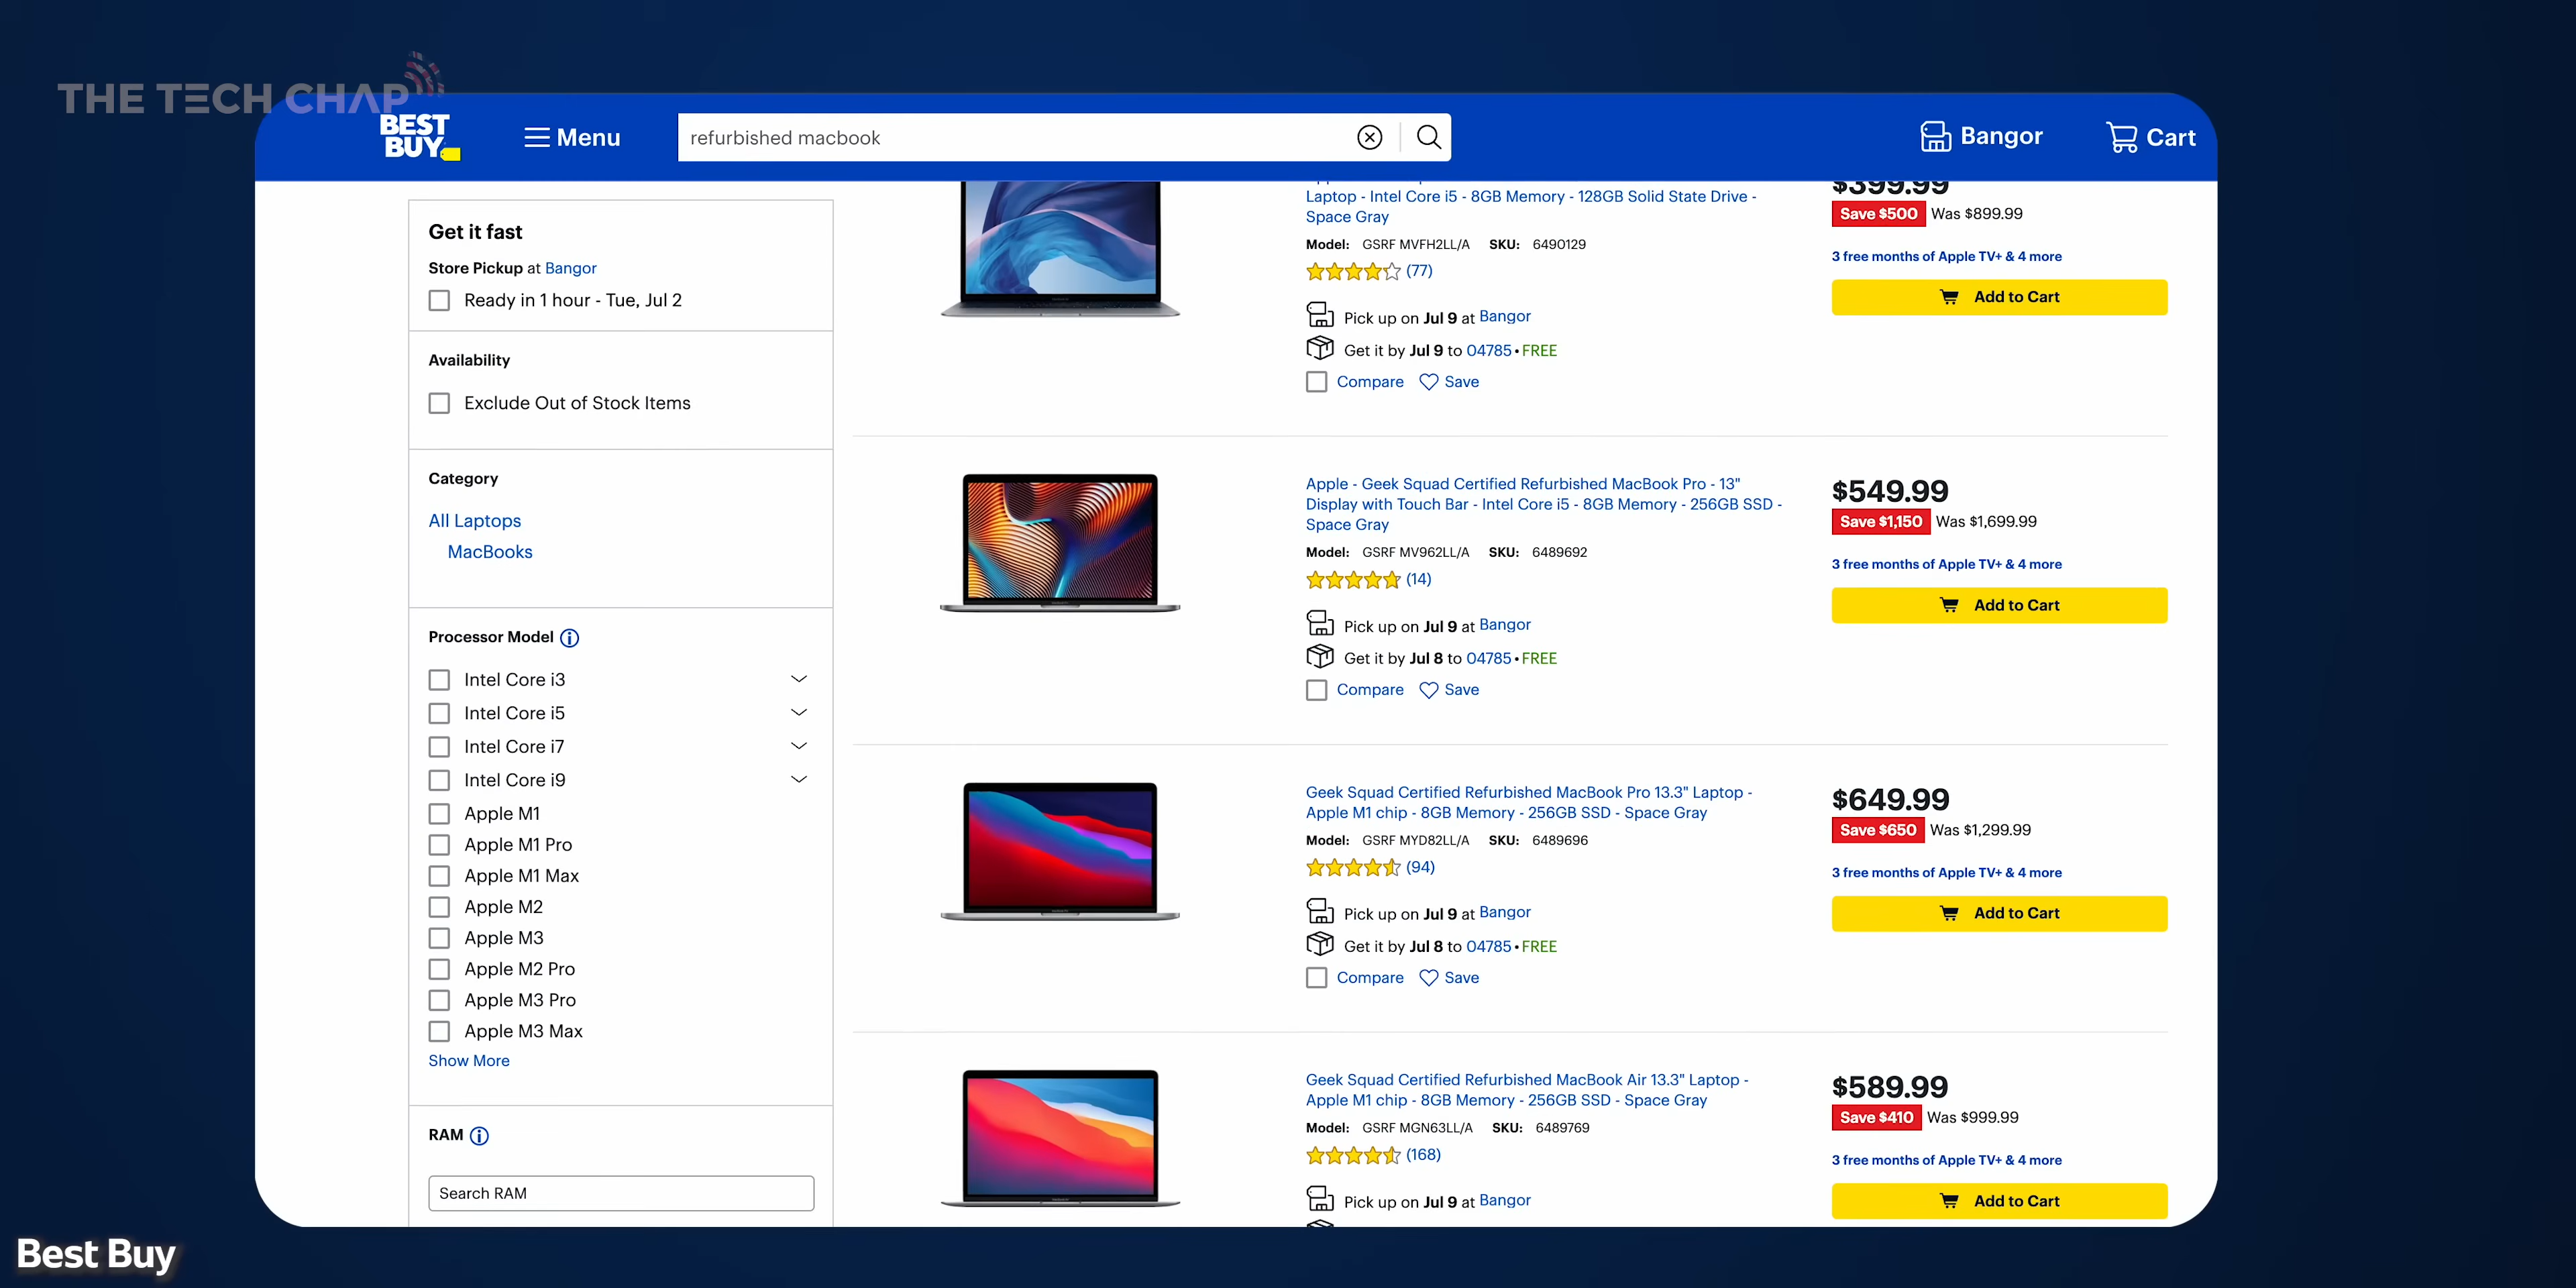 THE TECH CHAP
BEST
BUY
Menu
refurbished macbook
Bangor
Cart
Get it fast
Store Pickup at Bangor
Ready in 1 hour - Tue, Jul 2
Availability
Exclude Out of Stock Items
Category
All Laptops
MacBooks
Processor Model
Intel Core i3
Intel Core i5
Intel Core i7
Intel Core i9
Apple M1
Apple M1 Pro
Apple M1 Max
Apple M2
Apple M3
Apple M2 Pro
Apple M3 Pro
Apple M3 Max
Show More
RAM
Search RAM
Laptop - Intel Core i5 - 8GB Memory - 128GB Solid State Drive -
Space Gray
Model: GSRF MVFH2LL/A SKU: 6490129
(77)
Pick up on Jul 9 at Bangor
Get it by Jul 9 to 04785 • FREE
Compare Save
$399.99
Save $500 Was $899.99
3 free months of Apple TV+ & 4 more
Add to Cart
Apple - Geek Squad Certified Refurbished MacBook Pro - 13"
Display with Touch Bar - Intel Core i5 - 8GB Memory - 256GB SSD -
Space Gray
Model: GSRF MV962LL/A SKU: 6489692
(14)
Pick up on Jul 9 at Bangor
Get it by Jul 8 to 04785 • FREE
Compare Save
$549.99
Save $1,150 Was $1,699.99
3 free months of Apple TV+ & 4 more
Add to Cart
Geek Squad Certified Refurbished MacBook Pro 13.3" Laptop -
Apple M1 chip - 8GB Memory - 256GB SSD - Space Gray
Model: GSRF MYD82LL/A SKU: 6489696
(94)
Pick up on Jul 9 at Bangor
Get it by Jul 8 to 04785 • FREE
Compare Save
$649.99
Save $650 Was $1,299.99
3 free months of Apple TV+ & 4 more
Add to Cart
Geek Squad Certified Refurbished MacBook Air 13.3" Laptop -
Apple M1 chip - 8GB Memory - 256GB SSD - Space Gray
Model: GSRF MGN63LL/A SKU: 6489769
(168)
Pick up on Jul 9 at Bangor
$589.99
Save $410 Was $999.99
3 free months of Apple TV+ & 4 more
Add to Cart
Best Buy